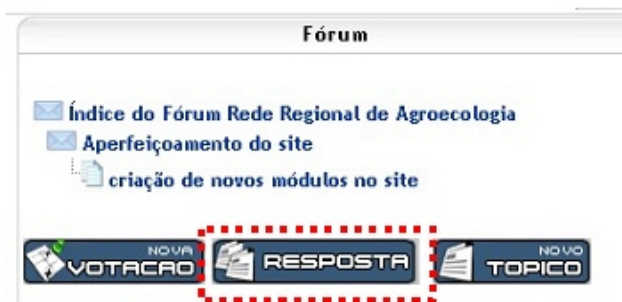 Fórum
Índice do Fórum Rede Regional de Agroecologia
Aperfeiçoamento do site
criação de novos módulos no site
NOVA
VOTACAO
RESPOSTA
NOVO
TOPICO